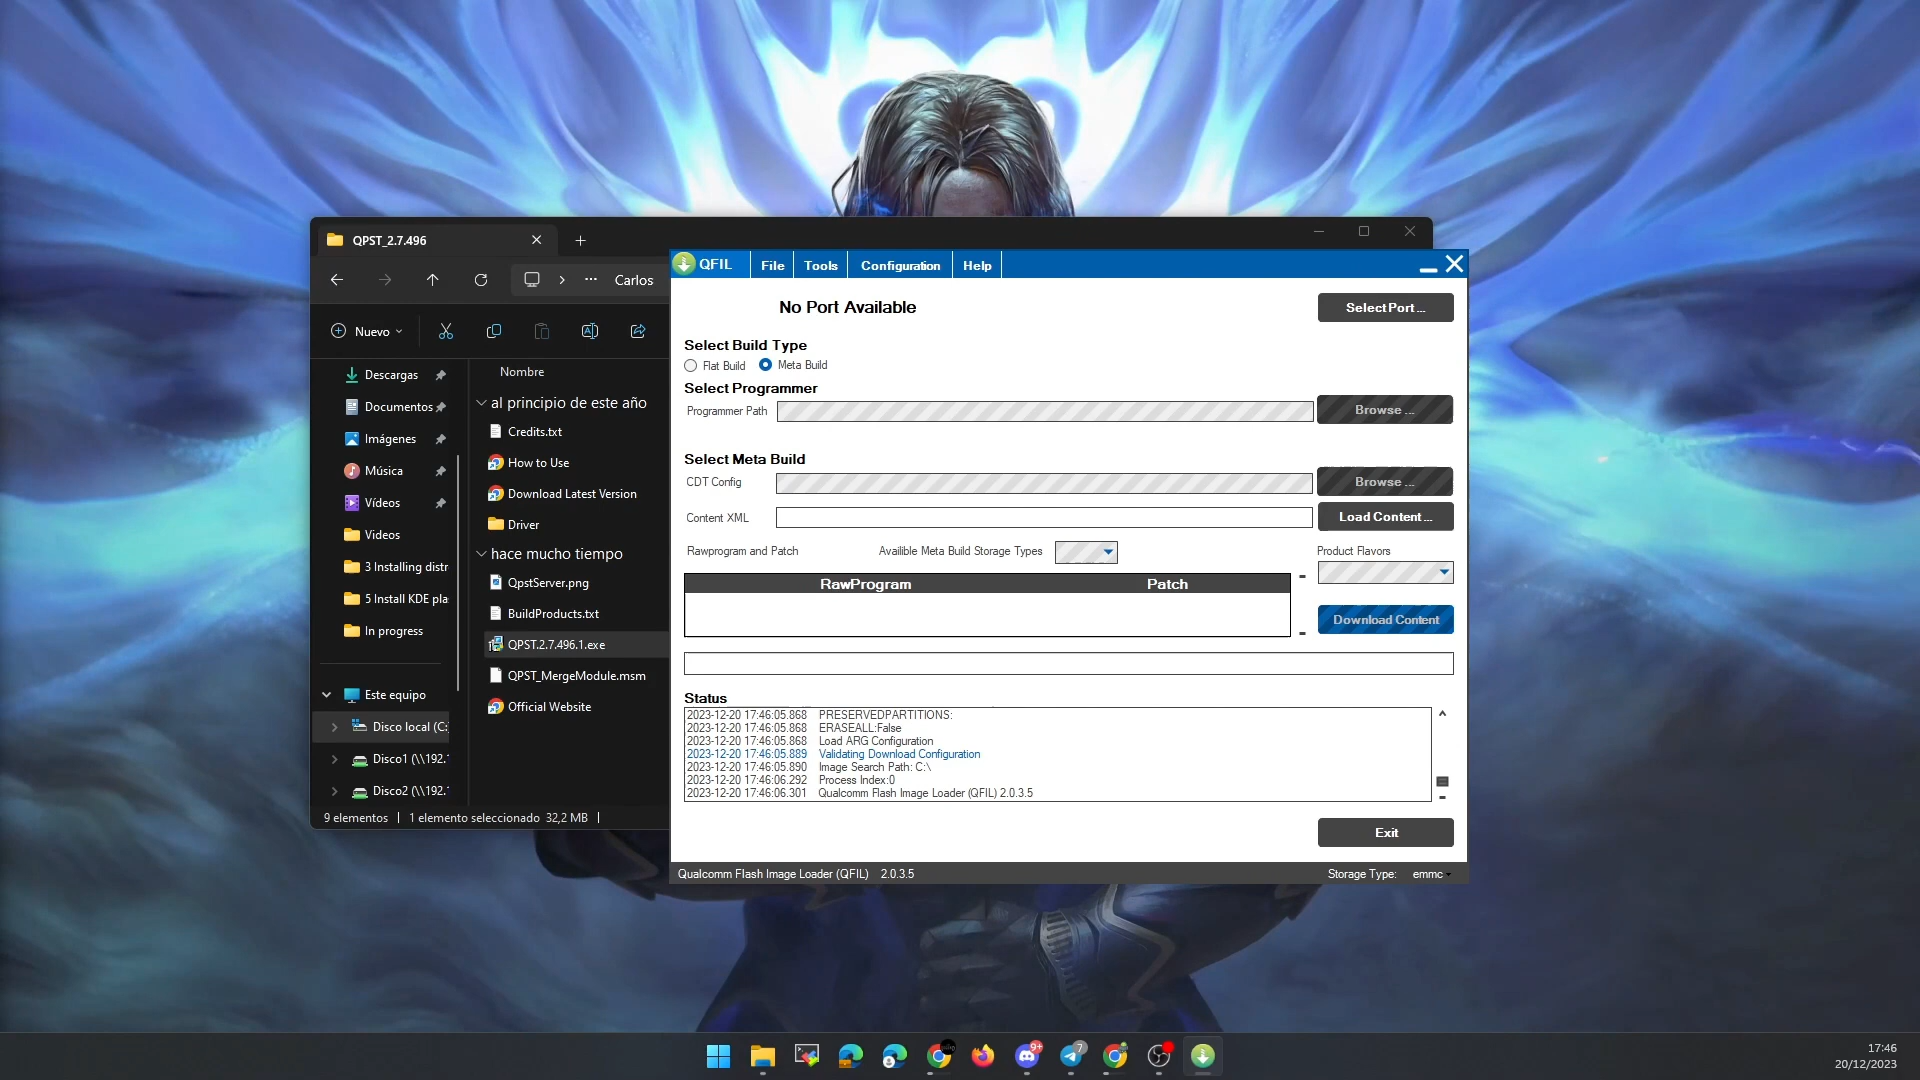 QPST_2.7.496
Carlos
Nuevo
Descargas
Documentos
Imágenes
Música
Vídeos
Videos
3 Installing distr
5 Install KDE pla
In progress
Este equipo
Disco local (C:)
Disco1 (\\192.1
Disco2 (\\192.1
Nombre
al principio de este año
Credits.txt
How to Use
Download Latest Version
Driver
hace mucho tiempo
QpstServer.png
BuildProducts.txt
QPST.2.7.496.1.exe
QPST_MergeModule.msm
Official Website
9 elementos | 1 elemento seleccionado 32,2 MB |
QFIL File Tools Configuration Help
No Port Available
Select Port ...
Select Build Type
Flat Build Meta Build
Select Programmer
Programmer Path Browse ...
Select Meta Build
CDT Config Browse ...
Content XML Load Content ...
Rawprogram and Patch Availible Meta Build Storage Types Product Flavors
RawProgram Patch
Download Content
Status
2023-12-20 17:46:05.868 PRESERVEDPARTITIONS:
2023-12-20 17:46:05.868 ERASEALL:False
2023-12-20 17:46:05.868 Load ARG Configuration
2023-12-20 17:46:05.889 Validating Download Configuration
2023-12-20 17:46:05.890 Image Search Path: C:\
2023-12-20 17:46:06.292 Process Index:0
2023-12-20 17:46:06.301 Qualcomm Flash Image Loader (QFIL) 2.0.3.5
Exit
Qualcomm Flash Image Loader (QFIL) 2.0.3.5 Storage Type: emmc
9+
7
17:46
20/12/2023